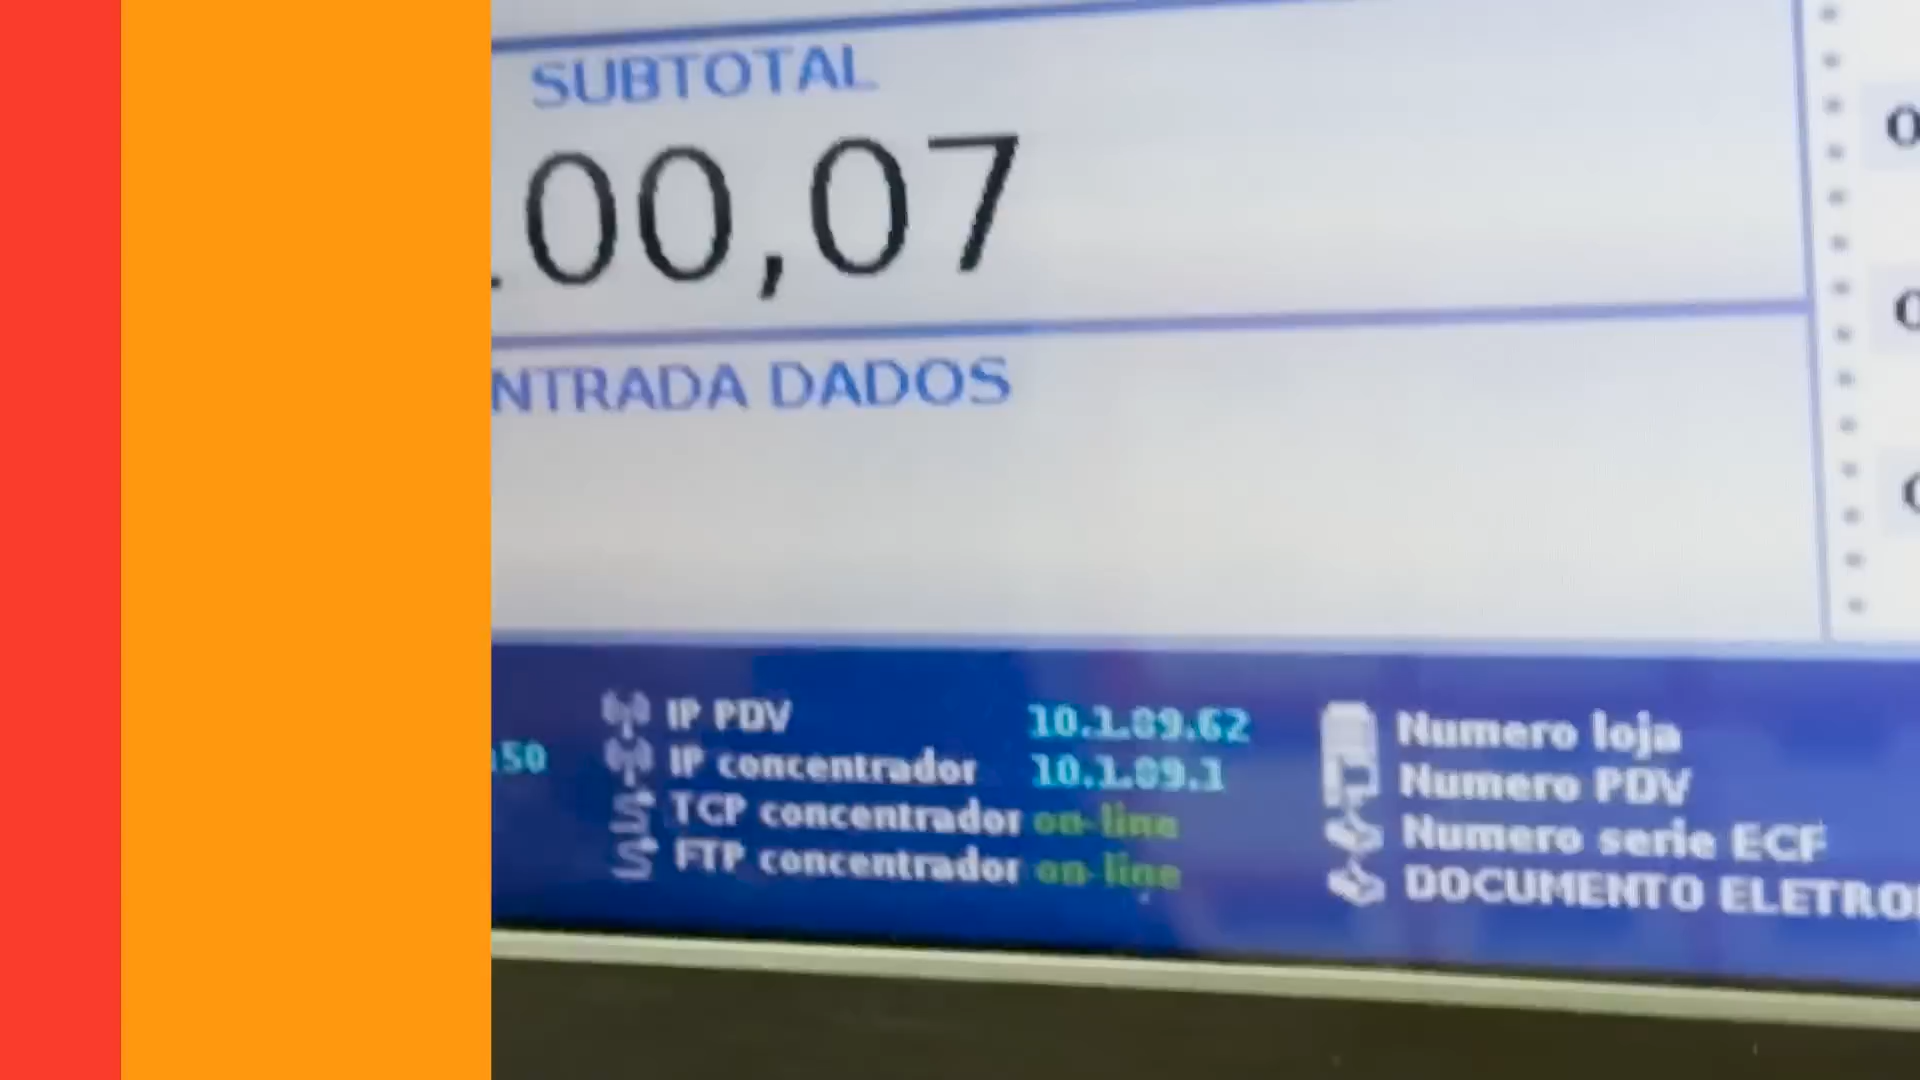 SUBTOTAL
00,07
NTRADA DADOS
50
IP PDV 10.1.89.62
IP concentrador 10.1.89.1
TCP concentrador on-line
FTP concentrador on-line
Numero loja
Numero PDV
Numero serie ECF
DOCUMENTO ELETRO